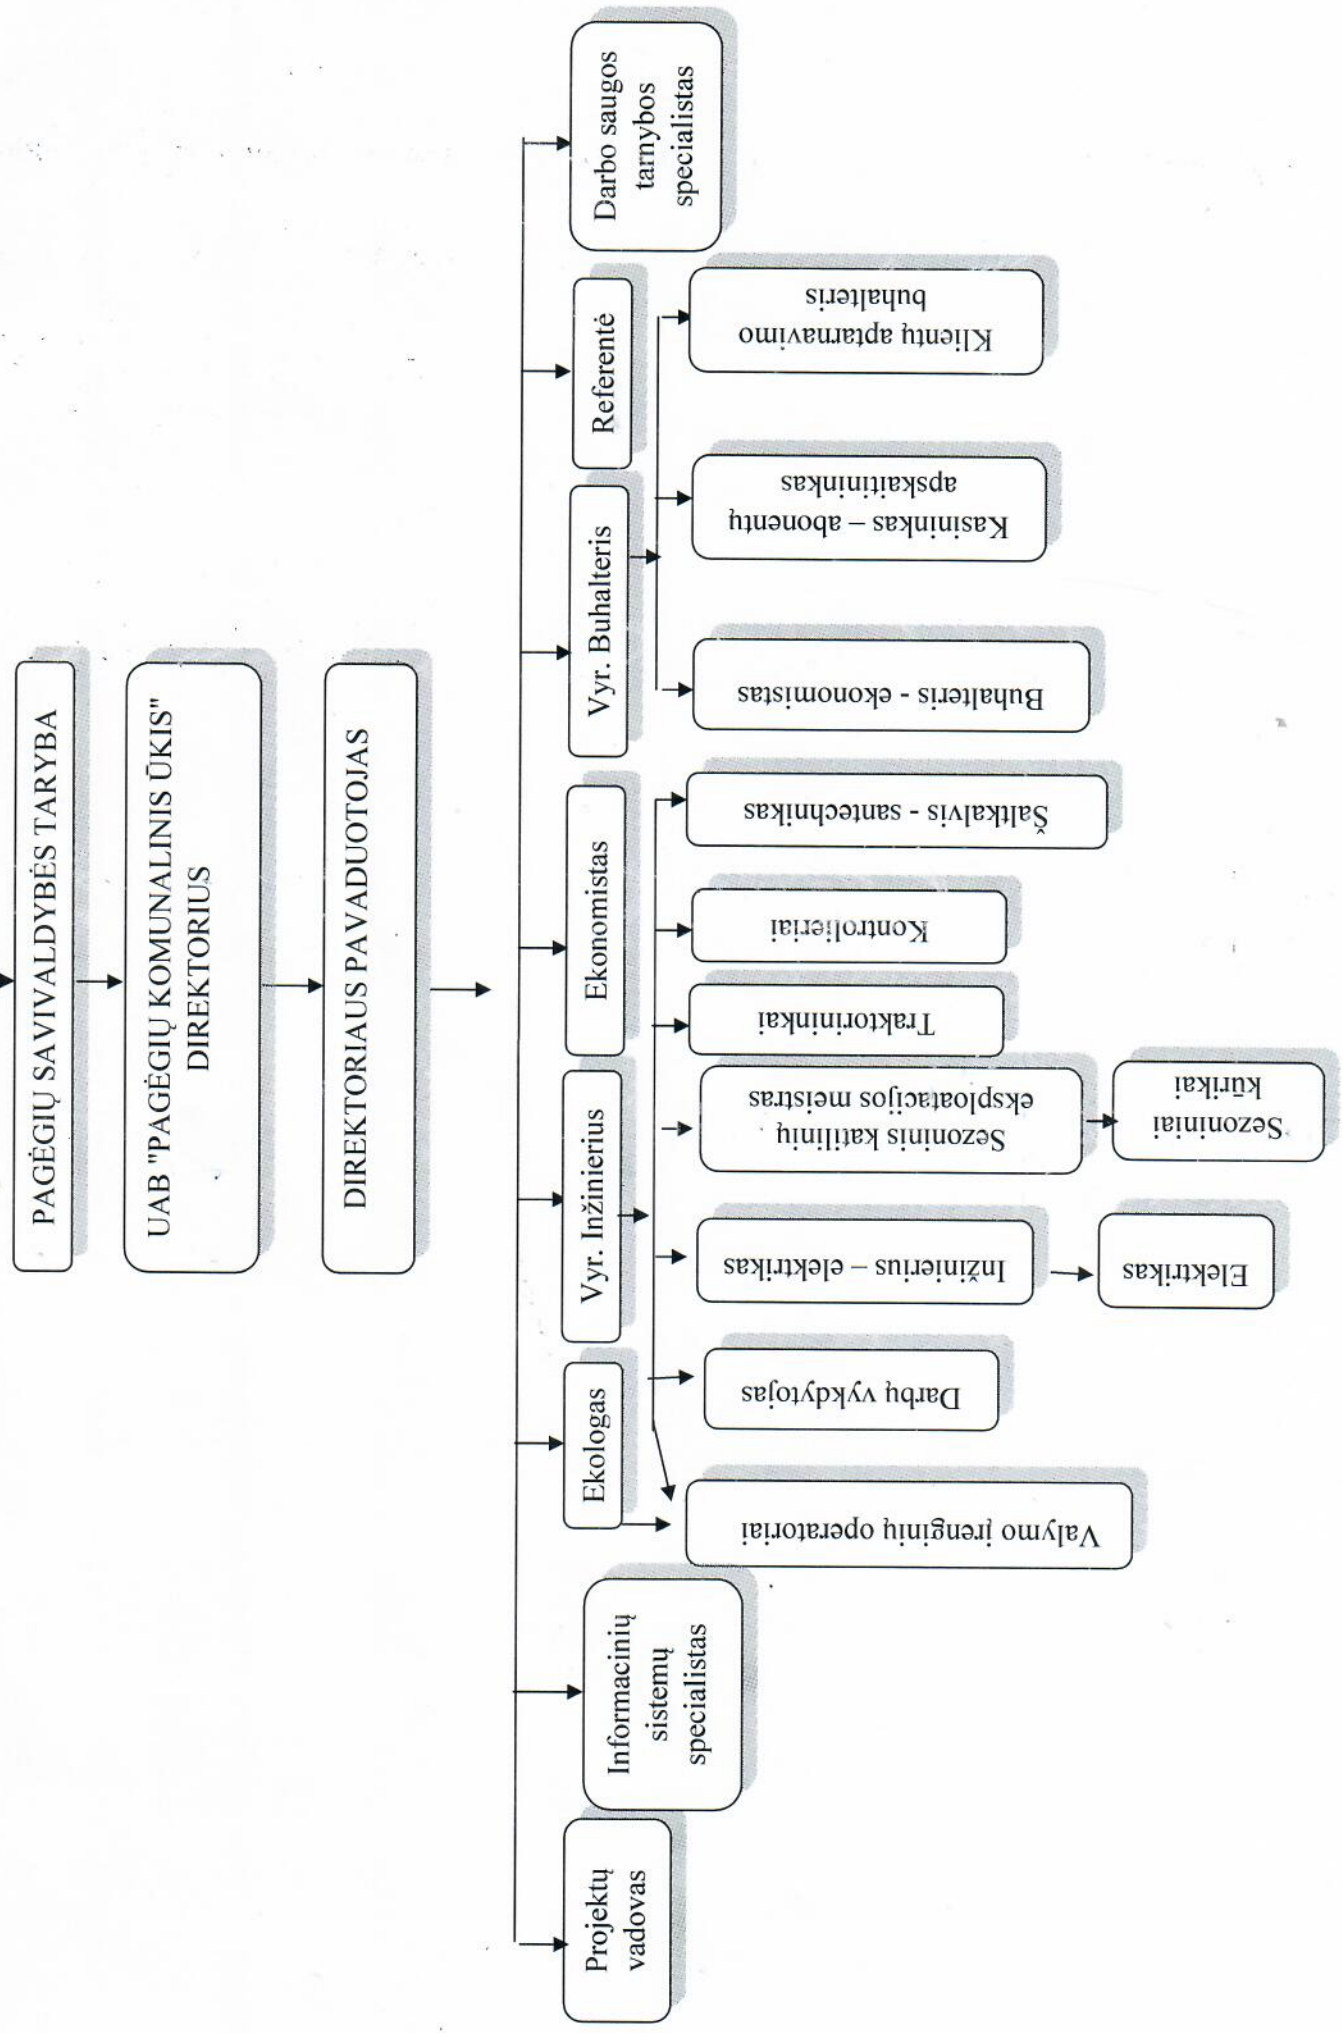 PAGĖGIŲ SAVIVALDYBĖS TARYBA
UAB "PAGĖGIŲ KOMUNALINIS ŪKIS"
DIREKTORIUS
DIREKTORIAUS PAVADUOTOJAS
Projektų
vadovas
Informacinių
sistemų
specialistas
Ekologas
Vyr. Inžinierius
Ekonomistas
Vyr. Buhalteris
Referentė
Darbo saugos
tarnybos
specialistas
Valymo įrenginių operatoriai
Darbų vykdytojas
Inžinierius – elektrikas
Sezoninis katilinių
eksploatacijos meistras
Traktorininkai
Kontrolieriai
Šaltkalvis - santechnikas
Buhalteris - ekonomistas
Kasininkas – abonentų
apskaitininkas
Klientų aptarnavimo
buhalteris
Elektrikas
Sezoniniai
kūrikai